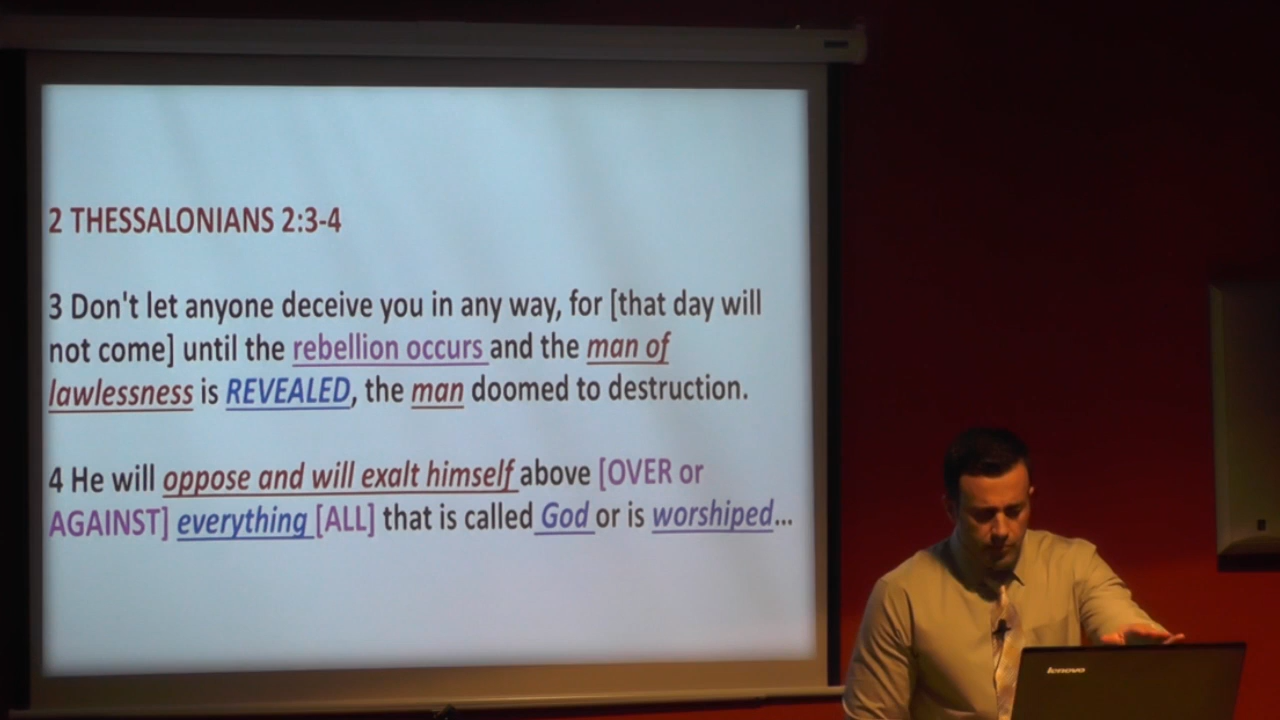 2 THESSALONIANS 2:3-4
3 Don't let anyone deceive you in any way, for [that day will
not come] until the rebellion occurs and the man of
lawlessness is REVEALED, the man doomed to destruction.
4 He will oppose and will exalt himself above [OVER or
AGAINST] everything [ALL] that is called God or is worshiped...
lenovo